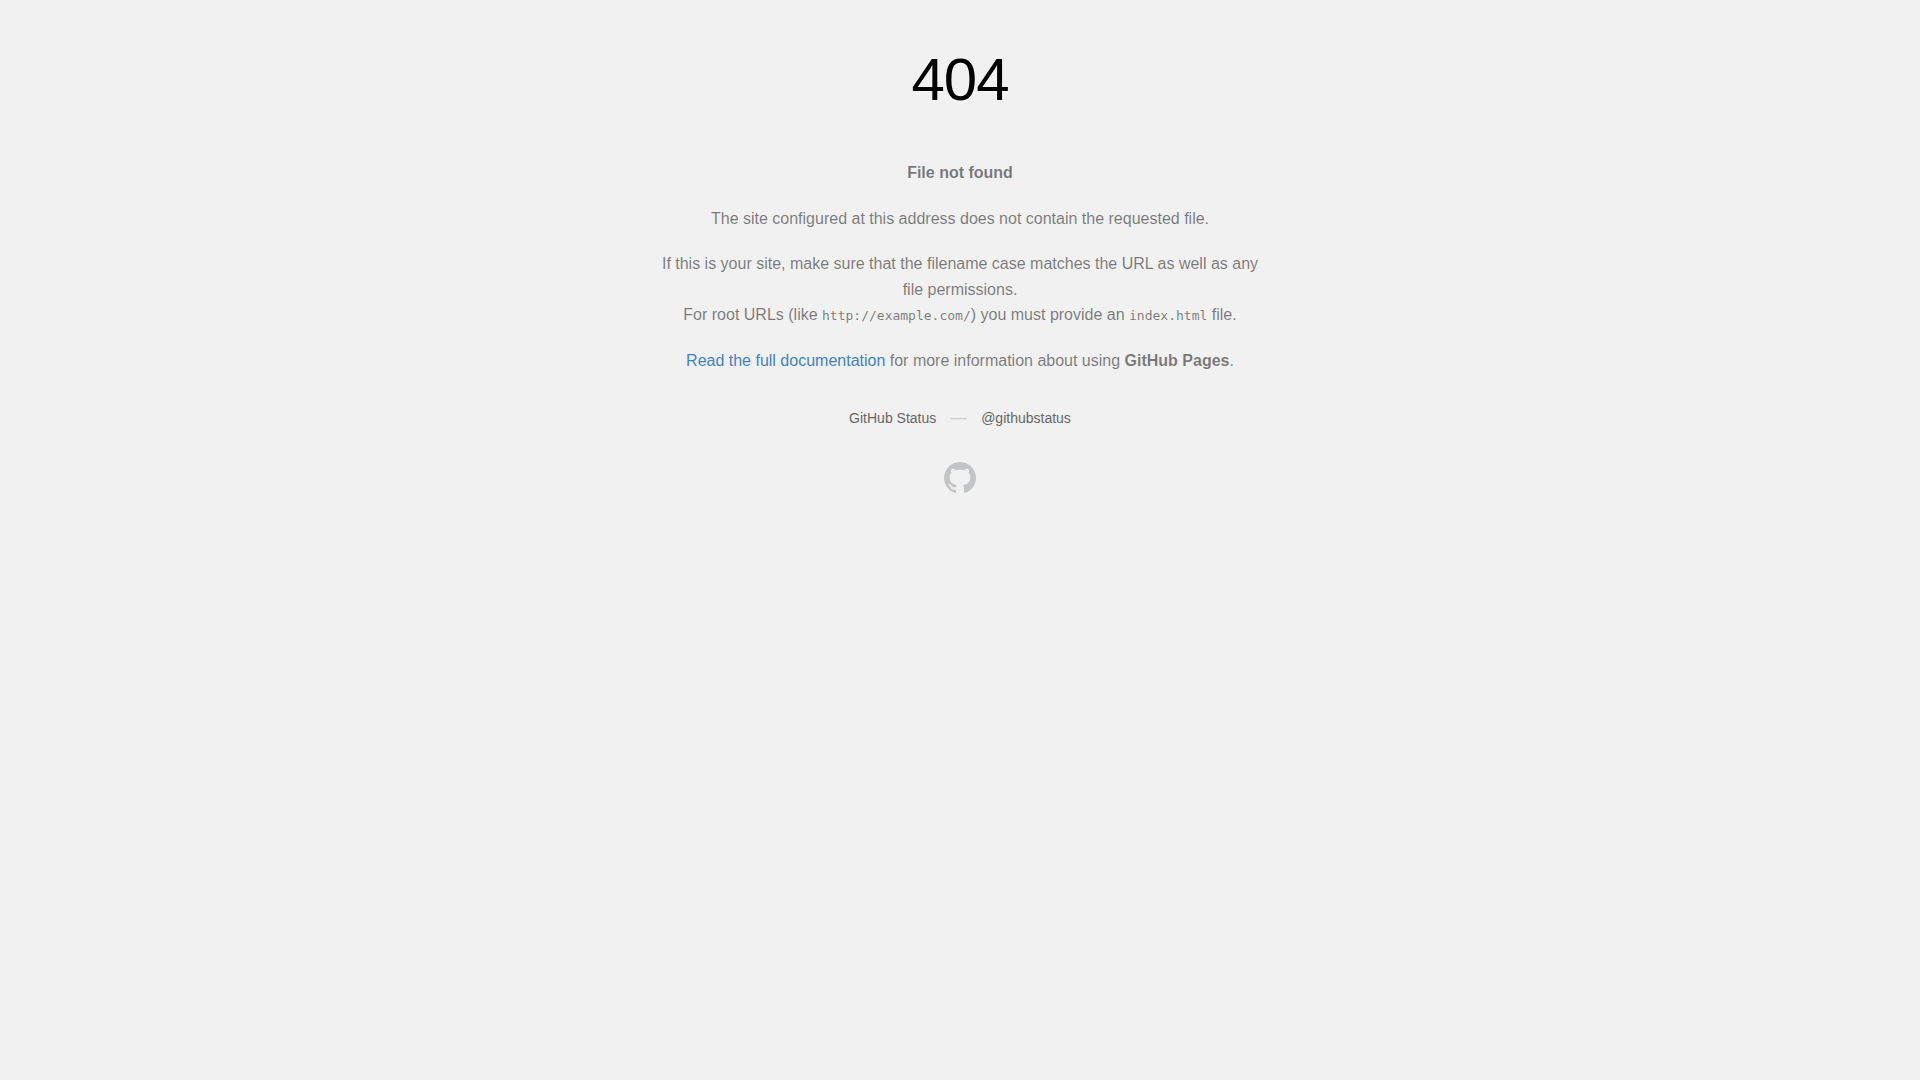 404
File not found
The site configured at this address does not contain the requested file.
If this is your site, make sure that the filename case matches the URL as well as any
file permissions.
For root URLs (like http://example.com/) you must provide an index.html file.
Read the full documentation for more information about using GitHub Pages.
GitHub Status — @githubstatus